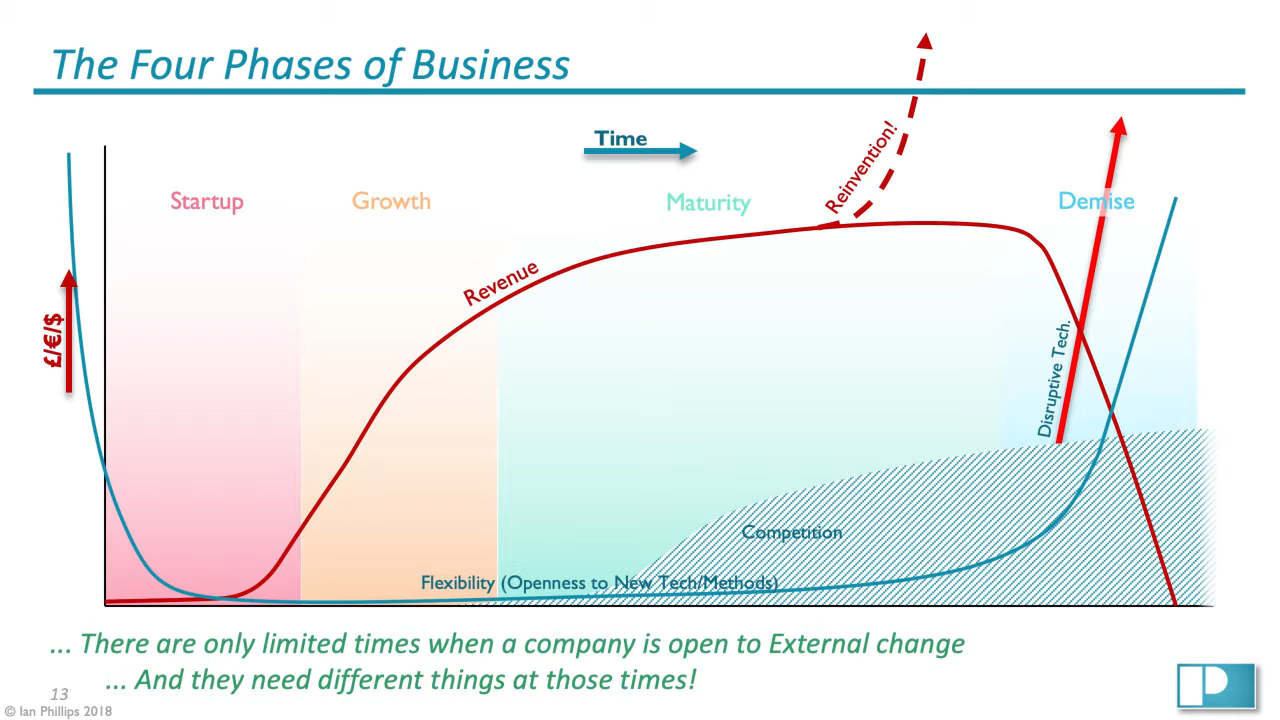 The Four Phases of Business
Time
Reinvention!
Startup
Growth
Maturity
Demise
Revenue
£/€/$
Disruptive Tech.
Competition
Flexibility (Openness to New Tech/Methods)
... There are only limited times when a company is open to External change
... And they need different things at those times!
13
© Ian Phillips 2018
P